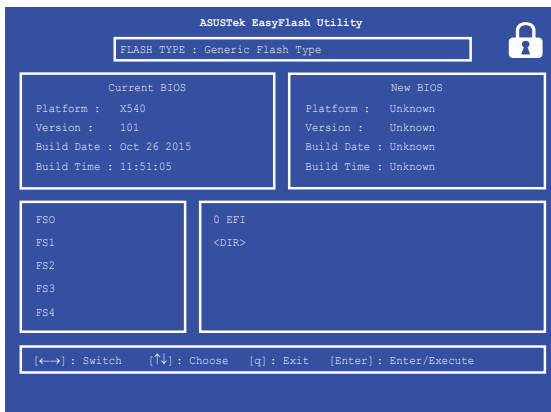 ASUSTek EasyFlash Utility
FLASH TYPE : Generic Flash Type
Current BIOS
Platform : X540
Version : 101
Build Date : Oct 26 2015
Build Time : 11:51:05
New BIOS
Platform : Unknown
Version : Unknown
Build Date : Unknown
Build Time : Unknown
FSO
FS1
FS2
FS3
FS4
0 EFI
<DIR>
[←→] : Switch [↑↓] : Choose [q] : Exit [Enter] : Enter/Execute